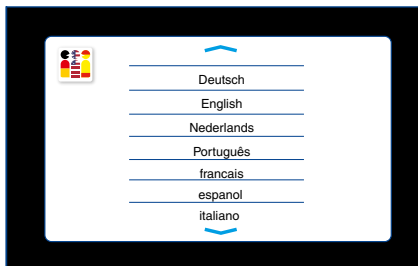 Deutsch
English
Nederlands
Português
francais
espanol
italiano